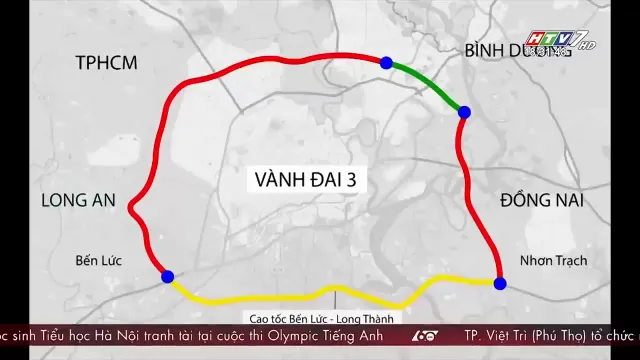 HTV7 HD
TPHCM
BÌNH DƯƠNG
VÀNH ĐAI 3
LONG AN
ĐỒNG NAI
Bến Lức
Nhơn Trạch
Cao tốc Bến Lức - Long Thành
ọc sinh Tiểu học Hà Nội tranh tài tại cuộc thi Olympic Tiếng Anh 60 TP. Việt Trì (Phú Thọ) tổ chức